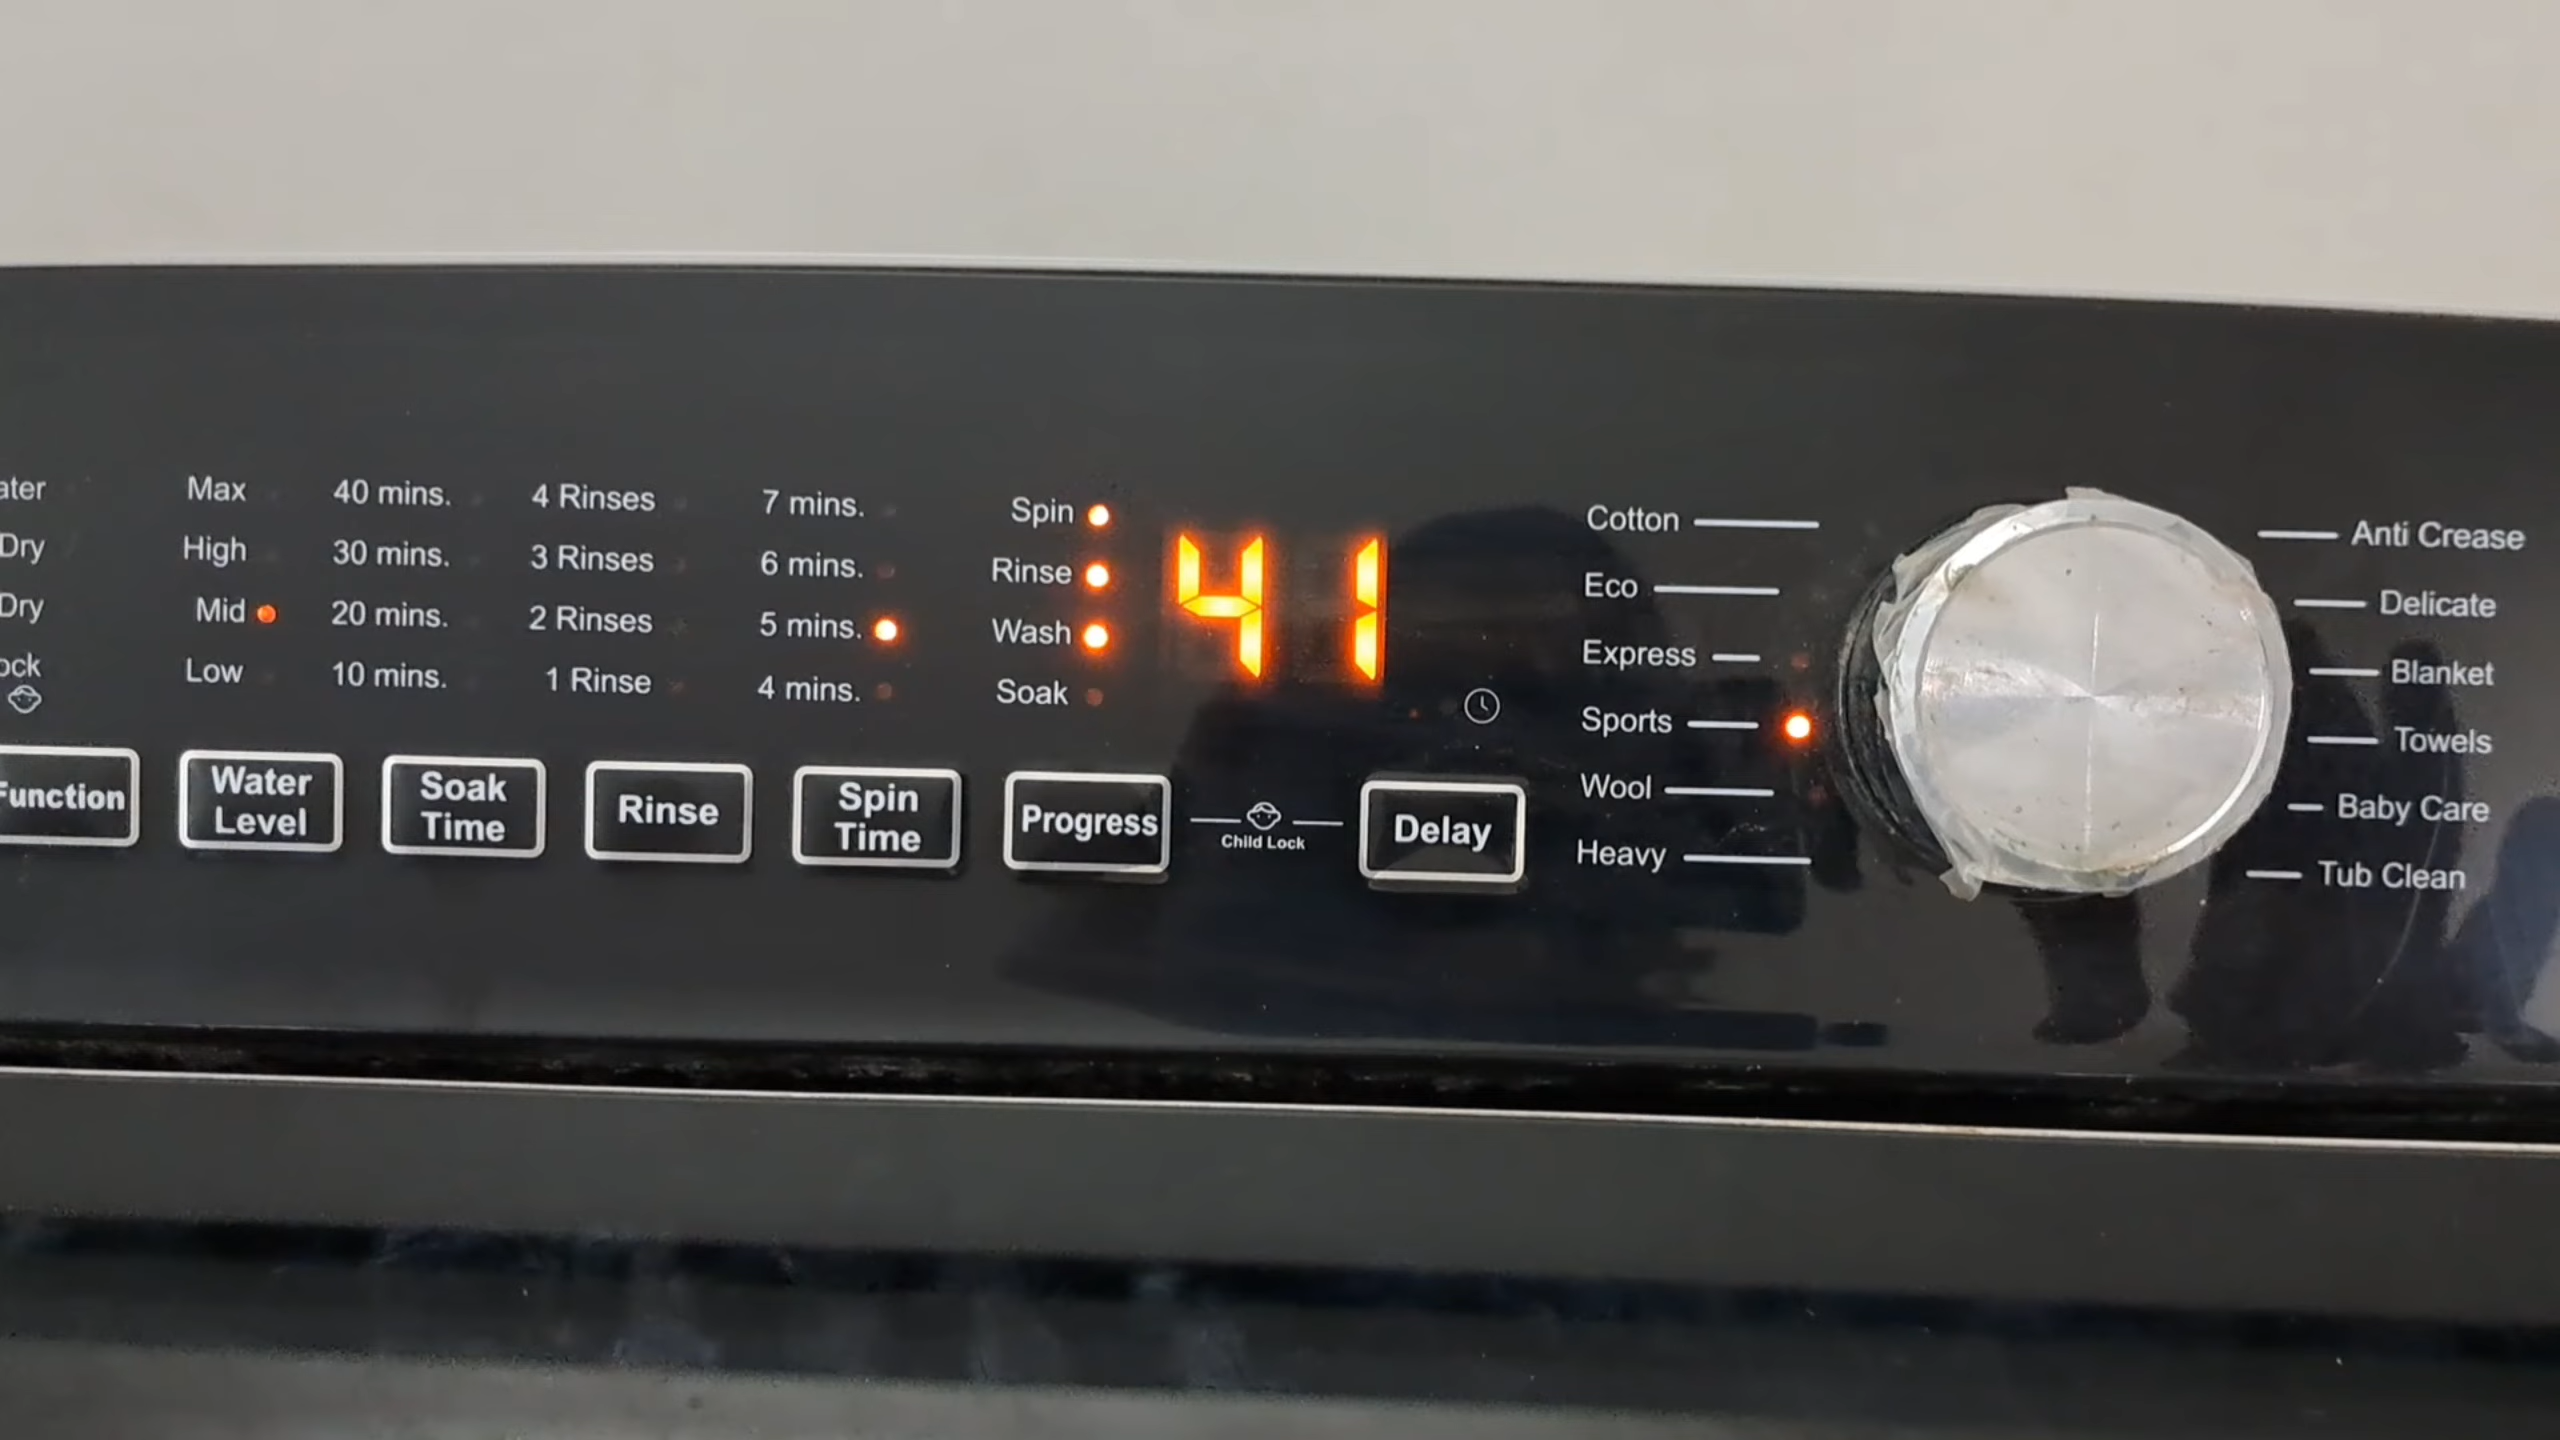 ater
Dry
Dry
ock
Function
Max
High
Mid
Low
Water
Level
40 mins.
30 mins.
20 mins.
10 mins.
Soak
Time
4 Rinses
3 Rinses
2 Rinses
1 Rinse
Rinse
7 mins.
6 mins.
5 mins.
4 mins.
Spin
Time
Spin
Rinse
Wash
Soak
Progress
41
Child Lock
Delay
Cotton
Eco
Express
Sports
Wool
Heavy
Anti Crease
Delicate
Blanket
Towels
Baby Care
Tub Clean